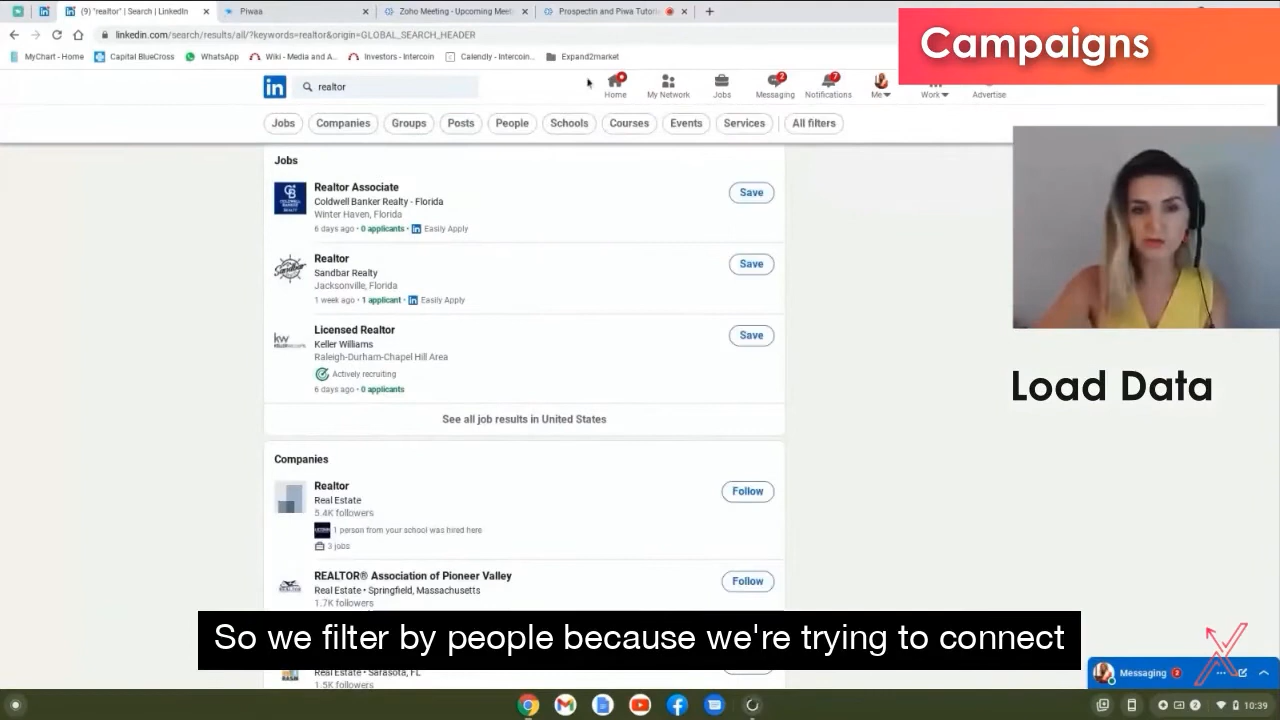 (9) "realtor" | Search | LinkedIn
Piwaa
Zoho Meeting - Upcoming Meeti
Prospectin and Piwa Tutori
linkedin.com/search/results/all/?keywords=realtor&origin=GLOBAL_SEARCH_HEADER
MyChart - Home
Capital BlueCross
WhatsApp
Wiki - Media and A...
Investors - Intercoin
Calendly - Intercoin...
Expand2market
Campaigns
realtor
Home
My Network
Jobs
2
Messaging
7
Notifications
Me
Work
Advertise
Jobs
Companies
Groups
Posts
People
Schools
Courses
Events
Services
All filters
Jobs
Realtor Associate
Coldwell Banker Realty - Florida
Winter Haven, Florida
6 days ago • 0 applicants • in Easily Apply
Save
Realtor
Sandbar Realty
Jacksonville, Florida
1 week ago • 1 applicant • in Easily Apply
Save
Licensed Realtor
Keller Williams
Raleigh-Durham-Chapel Hill Area
Actively recruiting
6 days ago • 0 applicants
Save
See all job results in United States
Load Data
Companies
Realtor
Real Estate
5.4K followers
1 person from your school was hired here
3 jobs
Follow
REALTOR® Association of Pioneer Valley
Real Estate • Springfield, Massachusetts
1.7K followers
Follow
So we filter by people because we're trying to connect
Real Estate • Sarasota, FL
1.5K followers
Messaging
10:39